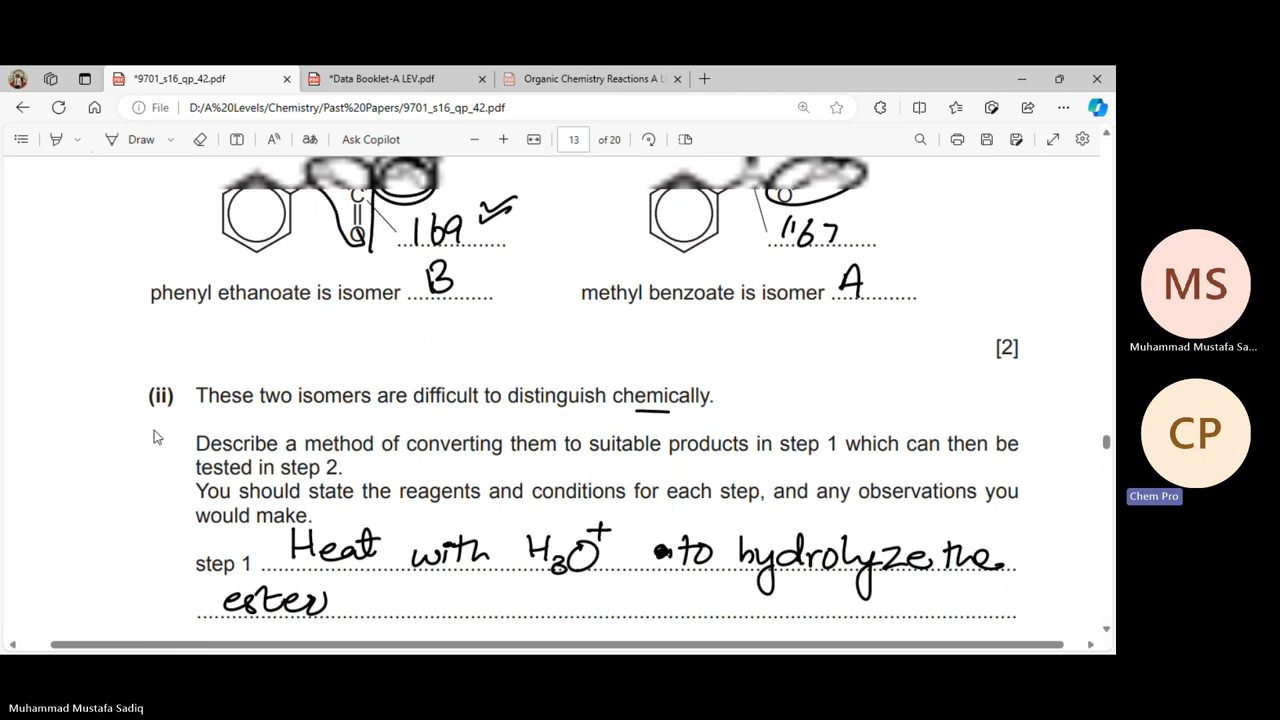 *9701_s16_qp_42.pdf
*Data Booklet-A LEV.pdf
Organic Chemistry Reactions A L
File
D:/A%20Levels/Chemistry/Past%20Papers/9701_s16_qp_42.pdf
Draw
Ask Copilot
13 of 20
C
O
169
O
167
phenyl ethanoate is isomer B
methyl benzoate is isomer A
[2]
(ii) These two isomers are difficult to distinguish chemically.
Describe a method of converting them to suitable products in step 1 which can then be
tested in step 2.
You should state the reagents and conditions for each step, and any observations you
would make.
step 1 Heat with H3O+ to hydrolyze the
ester
MS
Muhammad Mustafa Sa...
CP
Chem Pro
Muhammad Mustafa Sadiq